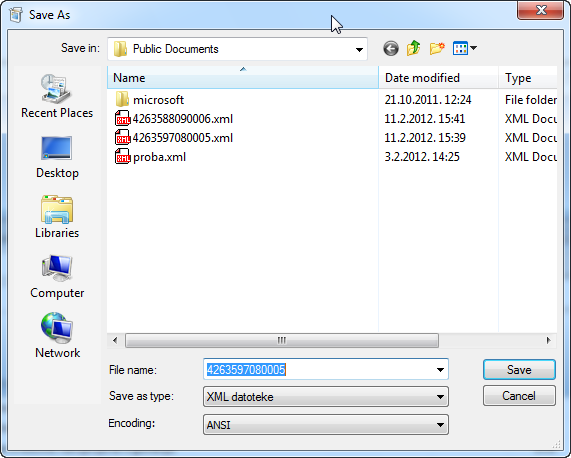 Save As
Save in: Public Documents
Name Date modified Type
microsoft 21.10.2011. 12:24 File folder
4263588090006.xml 11.2.2012. 15:41 XML Docu
4263597080005.xml 11.2.2012. 15:39 XML Docu
proba.xml 3.2.2012. 14:25 XML Docu
Recent Places
Desktop
Libraries
Computer
Network
File name: 4263597080005 Save
Save as type: XML datoteke Cancel
Encoding: ANSI